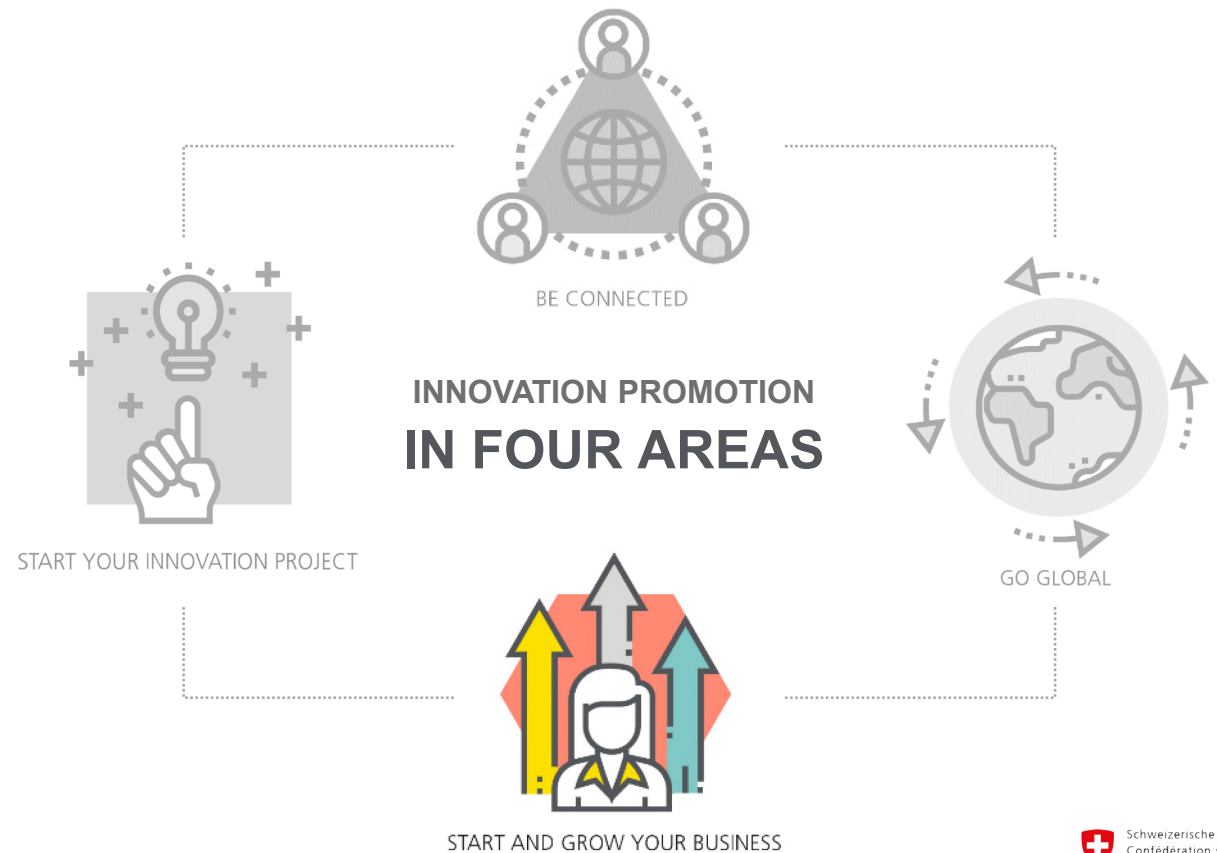 BE CONNECTED
INNOVATION PROMOTION
IN FOUR AREAS
START YOUR INNOVATION PROJECT
GO GLOBAL
START AND GROW YOUR BUSINESS
Schweizerische
Confédération